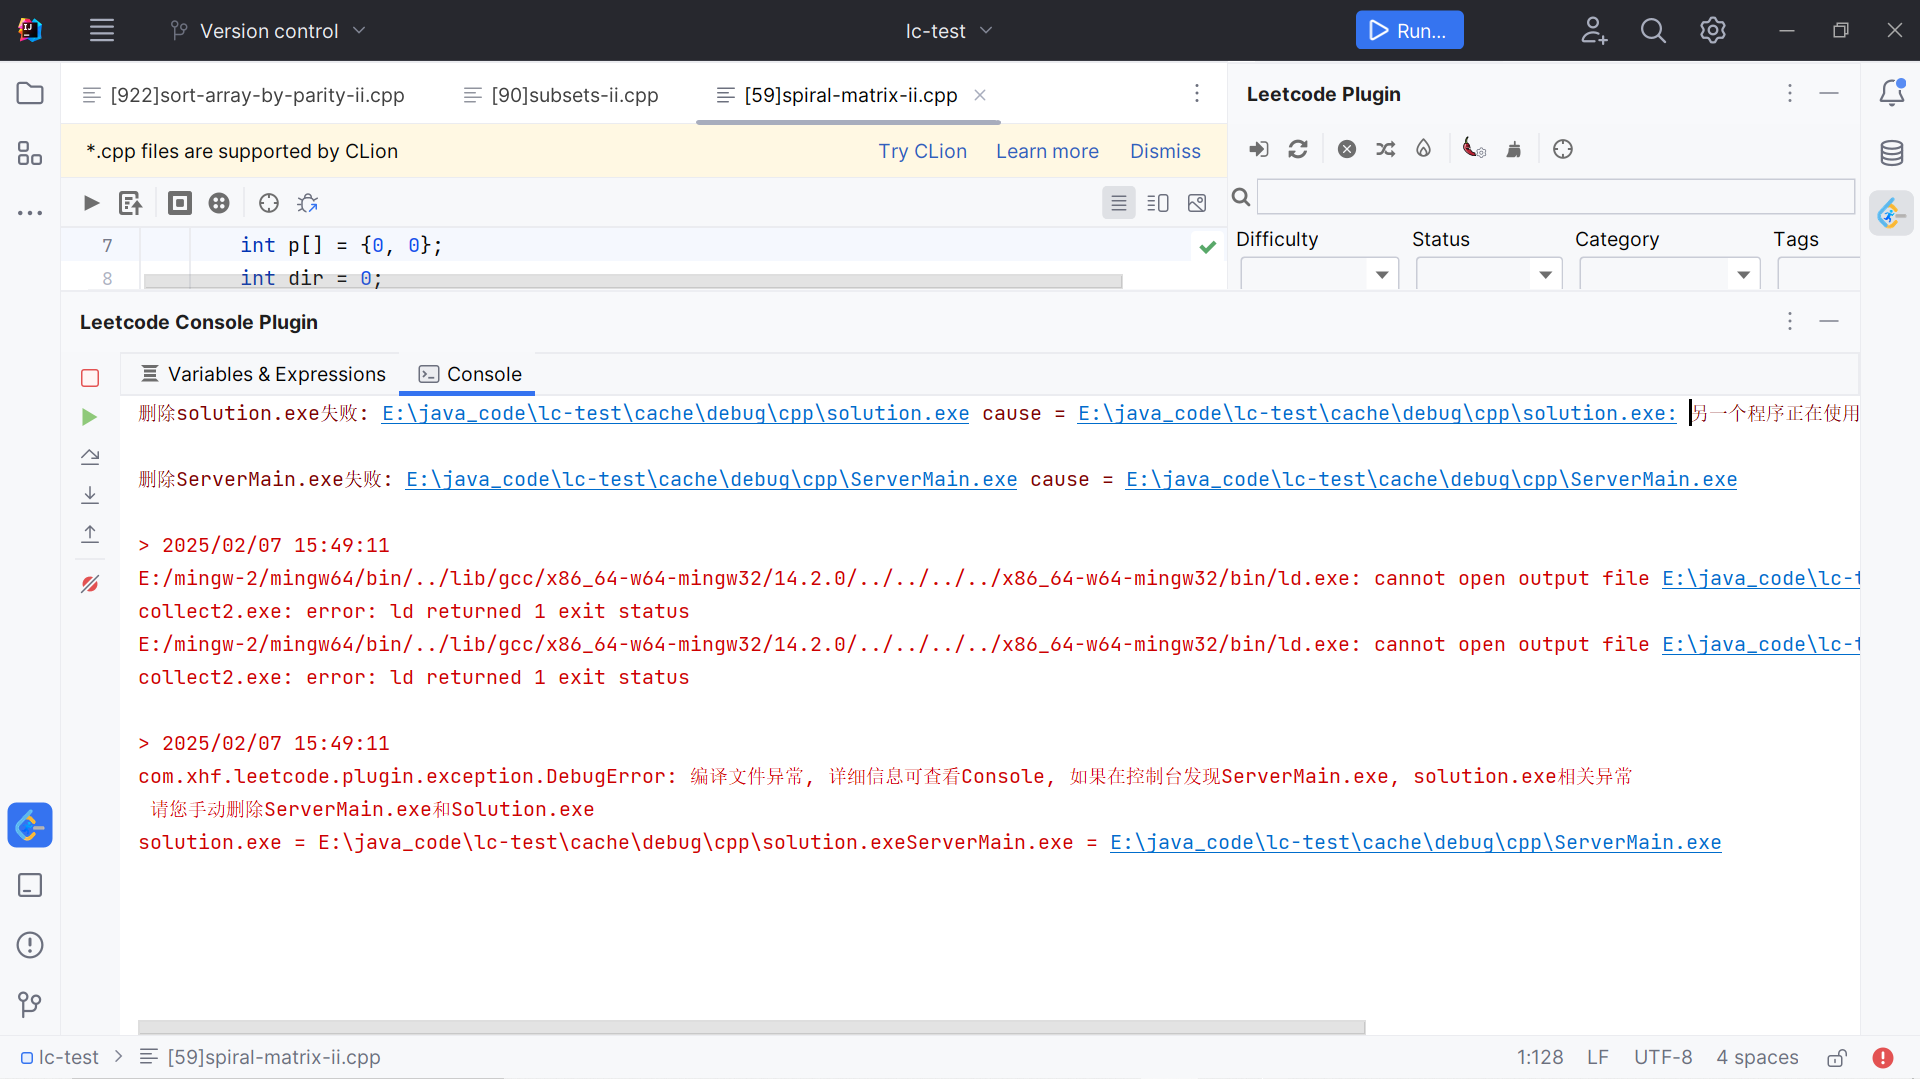 Version control
lc-test
Run...
[922]sort-array-by-parity-ii.cpp
[90]subsets-ii.cpp
[59]spiral-matrix-ii.cpp
Leetcode Plugin
*.cpp files are supported by CLion
Try CLion
Learn more
Dismiss
7 int p[] = {0, 0};
8 int dir = 0;
Difficulty
Status
Category
Tags
Leetcode Console Plugin
Variables & Expressions
Console
删除solution.exe失败: E:\java_code\lc-test\cache\debug\cpp\solution.exe cause = E:\java_code\lc-test\cache\debug\cpp\solution.exe: 另一个程序正在使用
删除ServerMain.exe失败: E:\java_code\lc-test\cache\debug\cpp\ServerMain.exe cause = E:\java_code\lc-test\cache\debug\cpp\ServerMain.exe
> 2025/02/07 15:49:11
E:/mingw-2/mingw64/bin/../lib/gcc/x86_64-w64-mingw32/14.2.0/../../../../x86_64-w64-mingw32/bin/ld.exe: cannot open output file E:\java_code\lc-t
collect2.exe: error: ld returned 1 exit status
E:/mingw-2/mingw64/bin/../lib/gcc/x86_64-w64-mingw32/14.2.0/../../../../x86_64-w64-mingw32/bin/ld.exe: cannot open output file E:\java_code\lc-t
collect2.exe: error: ld returned 1 exit status
> 2025/02/07 15:49:11
com.xhf.leetcode.plugin.exception.DebugError: 编译文件异常, 详细信息可查看Console, 如果在控制台发现ServerMain.exe, solution.exe相关异常
请您手动删除ServerMain.exe和Solution.exe
solution.exe = E:\java_code\lc-test\cache\debug\cpp\solution.exeServerMain.exe = E:\java_code\lc-test\cache\debug\cpp\ServerMain.exe
lc-test > [59]spiral-matrix-ii.cpp
1:128
LF
UTF-8
4 spaces